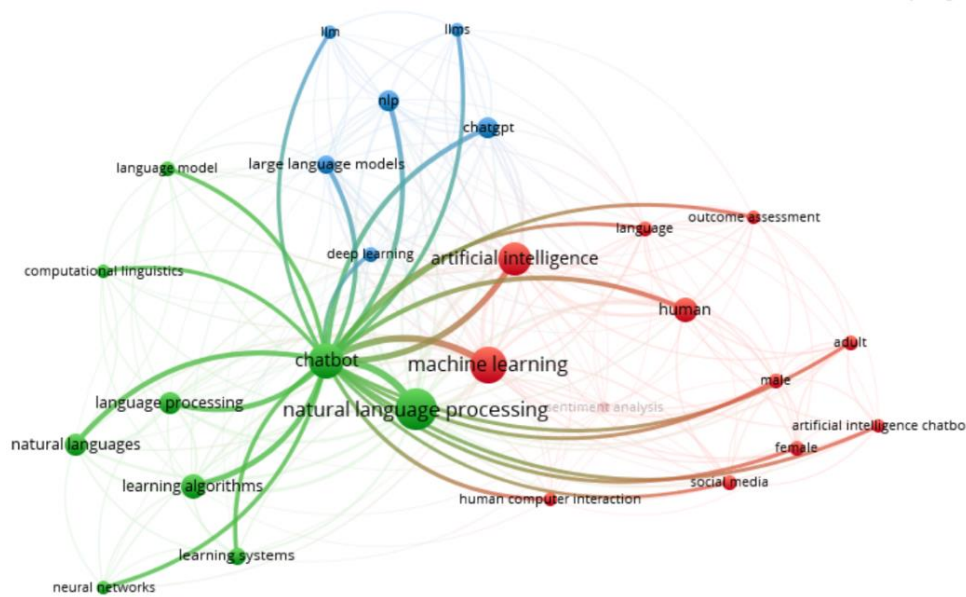 llm
llms
nlp
chatgpt
language model
large language models
outcome assessment
language
deep learning
artificial intelligence
computational linguistics
human
adult
chatbot
machine learning
male
language processing
natural language processing
sentiment analysis
artificial intelligence chatbo
natural languages
female
learning algorithms
social media
human computer interaction
learning systems
neural networks